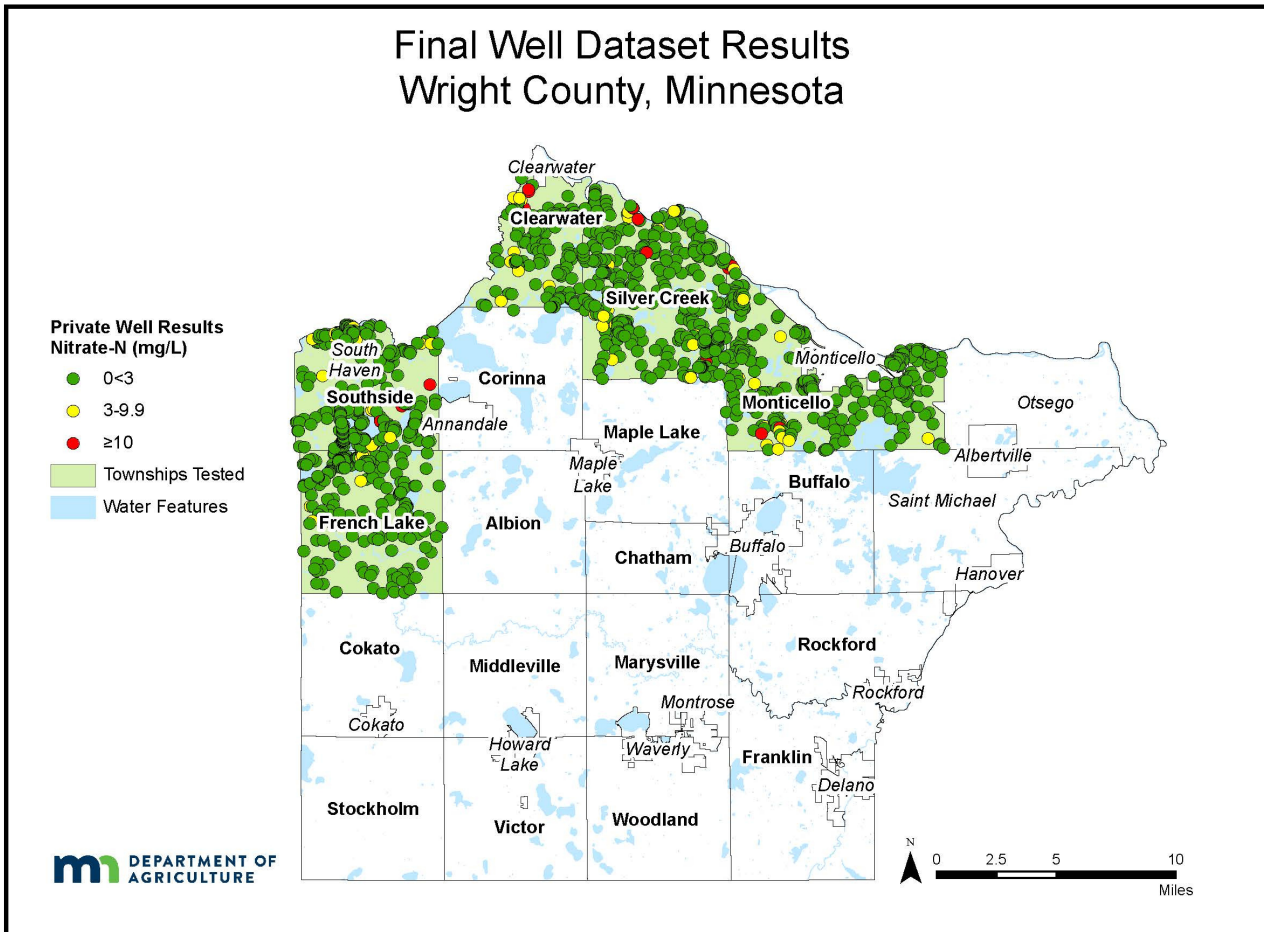 Final Well Dataset Results
Wright County, Minnesota
Clearwater
Clearwater
Silver Creek
Private Well Results
Nitrate-N (mg/L)
0<3
3-9.9
≥10
Townships Tested
Water Features
South
Haven
Southside
Annandale
Corinna
Monticello
Monticello
Maple Lake
Maple
Lake
Otsego
Albertville
Buffalo
Saint Michael
French Lake
Albion
Chatham
Buffalo
Hanover
Cokato
Middleville
Marysville
Rockford
Rockford
Cokato
Montrose
Howard
Lake
Waverly
Franklin
Delano
Stockholm
Victor
Woodland
mn DEPARTMENT OF
AGRICULTURE
N
0 2.5 5 10
Miles